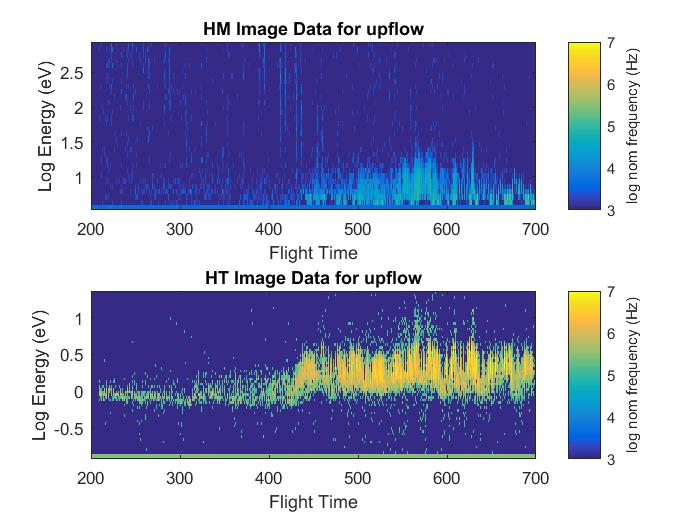 HM Image Data for upflow
Log Energy (eV)
2.5
2
1.5
1
200 300 400 500 600 700
Flight Time
7
6
5
4
3
log nom frequency (Hz)
HT Image Data for upflow
Log Energy (eV)
1
0.5
0
-0.5
200 300 400 500 600 700
Flight Time
7
6
5
4
3
log nom frequency (Hz)